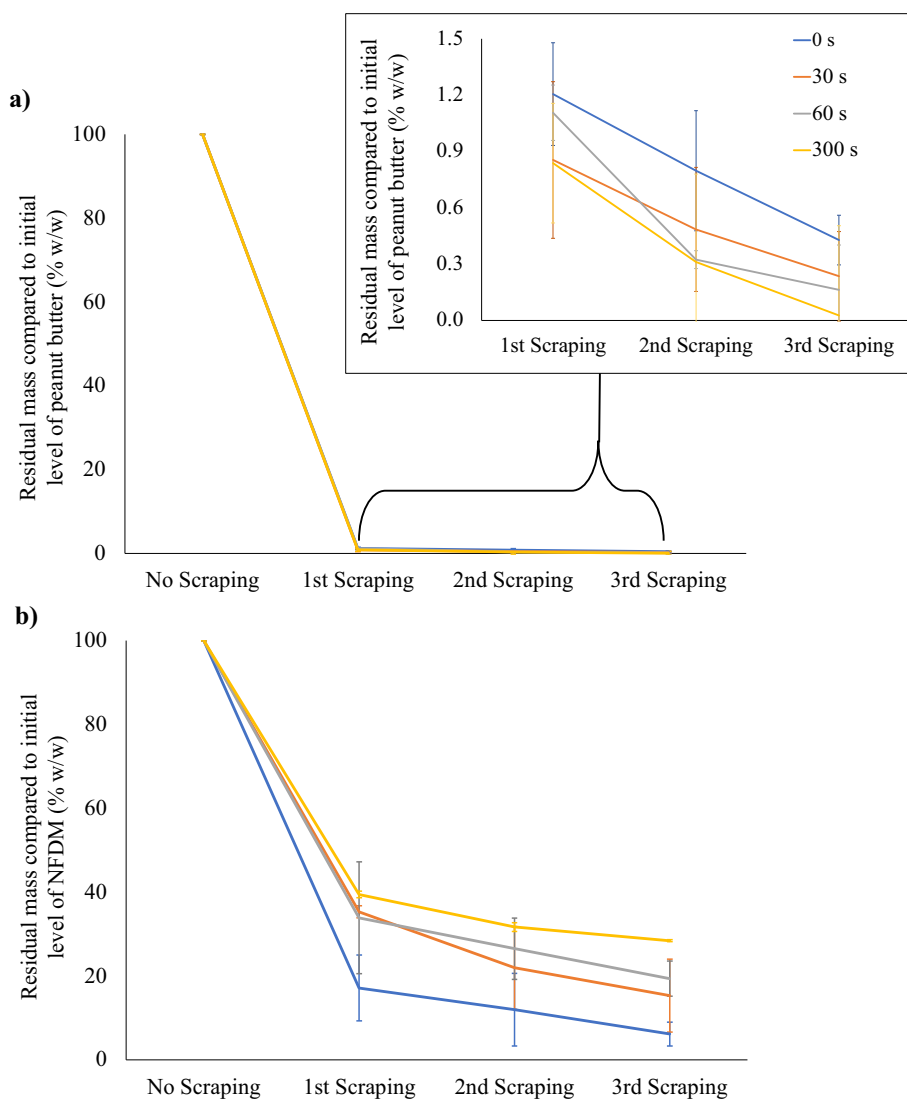 a)
Residual mass compared to initial
level of peanut butter (% w/w)
100
80
60
40
20
0
No Scraping
1st Scraping
2nd Scraping
3rd Scraping
Residual mass compared to initial
level of peanut butter (% w/w)
1.5
1.2
0.9
0.6
0.3
0.0
1st Scraping
2nd Scraping
3rd Scraping
0 s
30 s
60 s
300 s
b)
Residual mass compared to initial
level of NFDM (% w/w)
100
80
60
40
20
0
No Scraping
1st Scraping
2nd Scraping
3rd Scraping